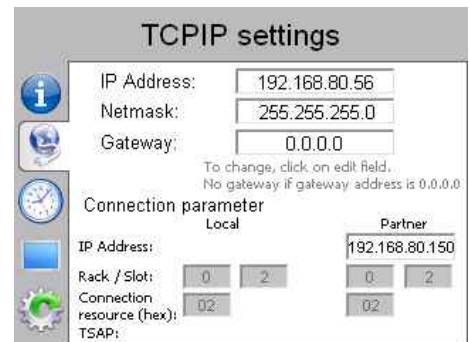 TCPIP settings
IP Address: 192.168.80.56
Netmask: 255.255.255.0
Gateway: 0.0.0.0
To change, click on edit field.
No gateway if gateway address is 0.0.0.0
Connection parameter
Local Partner
IP Address: 192.168.80.150
Rack / Slot: 0 2 0 2
Connection
resource (hex): 02 02
TSAP: